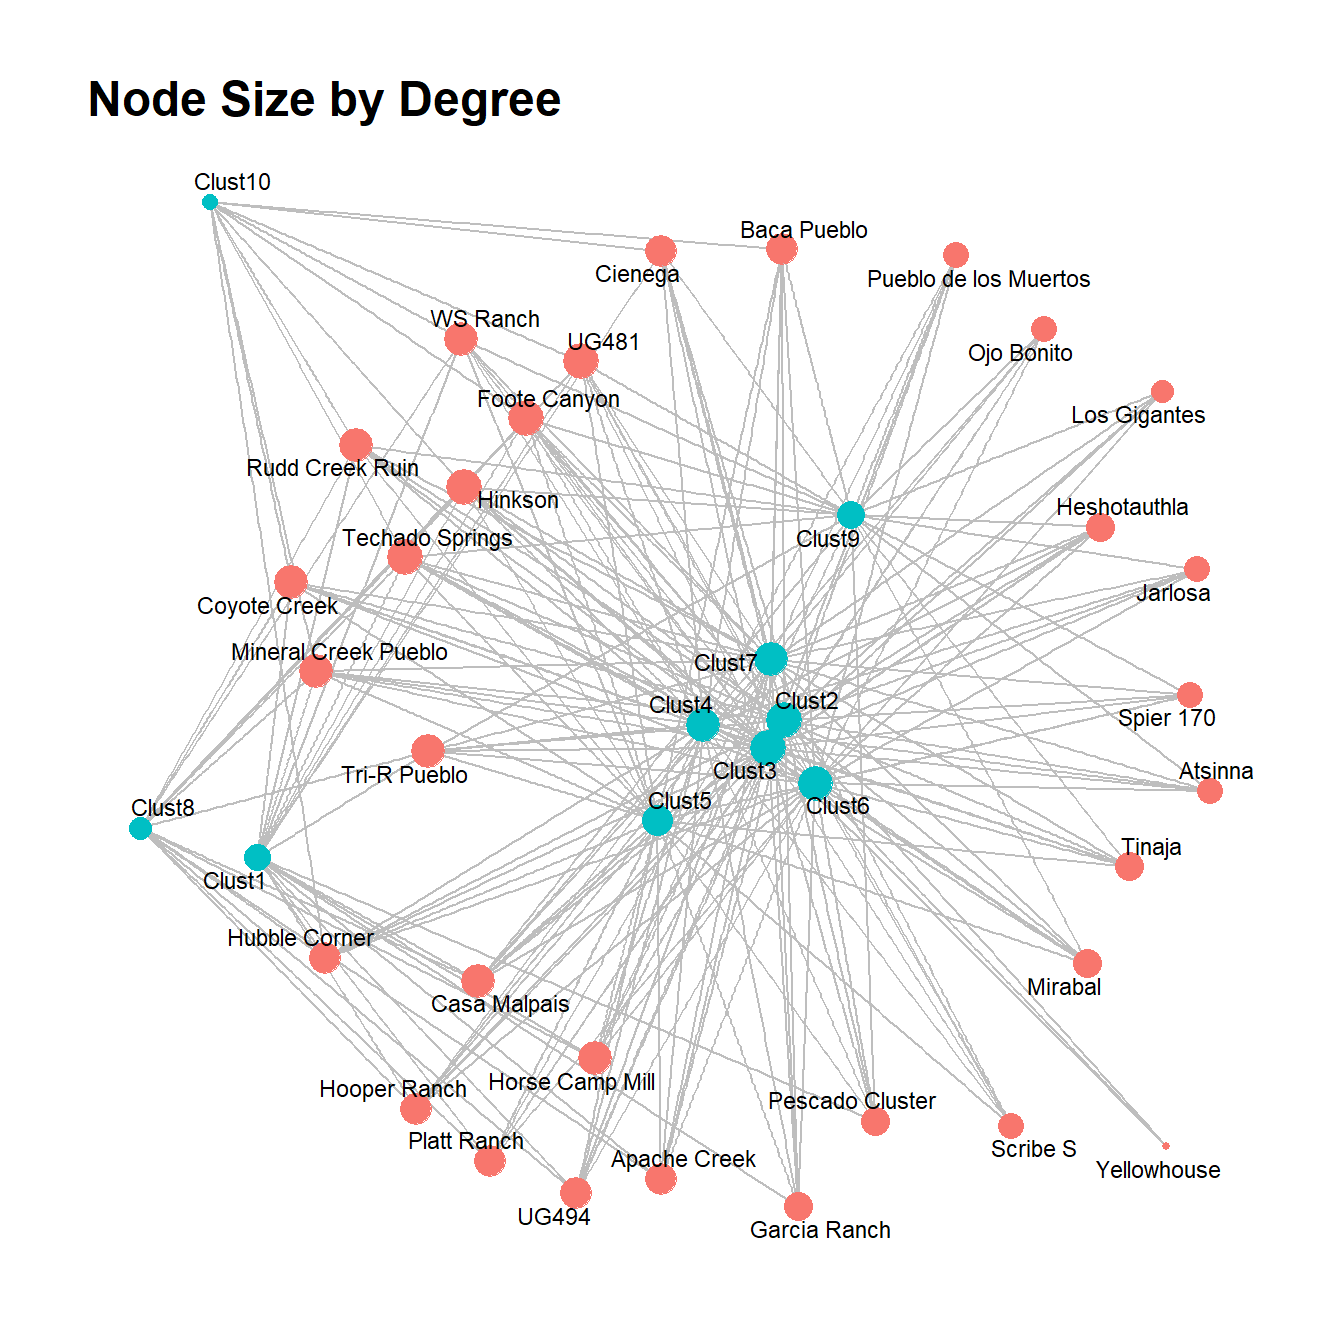 Node Size by Degree
Clust10
Baca Pueblo
Cienega
Pueblo de los Muertos
WS Ranch
UG481
Ojo Bonito
Foote Canyon
Los Gigantes
Rudd Creek Ruin
Hinkson
Heshotauthla
Techado Springs
Clust9
Jarlosa
Coyote Creek
Mineral Creek Pueblo
Clust7
Clust4
Clust2
Spier 170
Tri-R Pueblo
Clust3
Atsinna
Clust8
Clust5
Clust6
Tinaja
Clust1
Hubble Corner
Mirabal
Casa Malpais
Horse Camp Mill
Hooper Ranch
Pescado Cluster
Platt Ranch
Scribe S
Apache Creek
Yellowhouse
UG494
Garcia Ranch